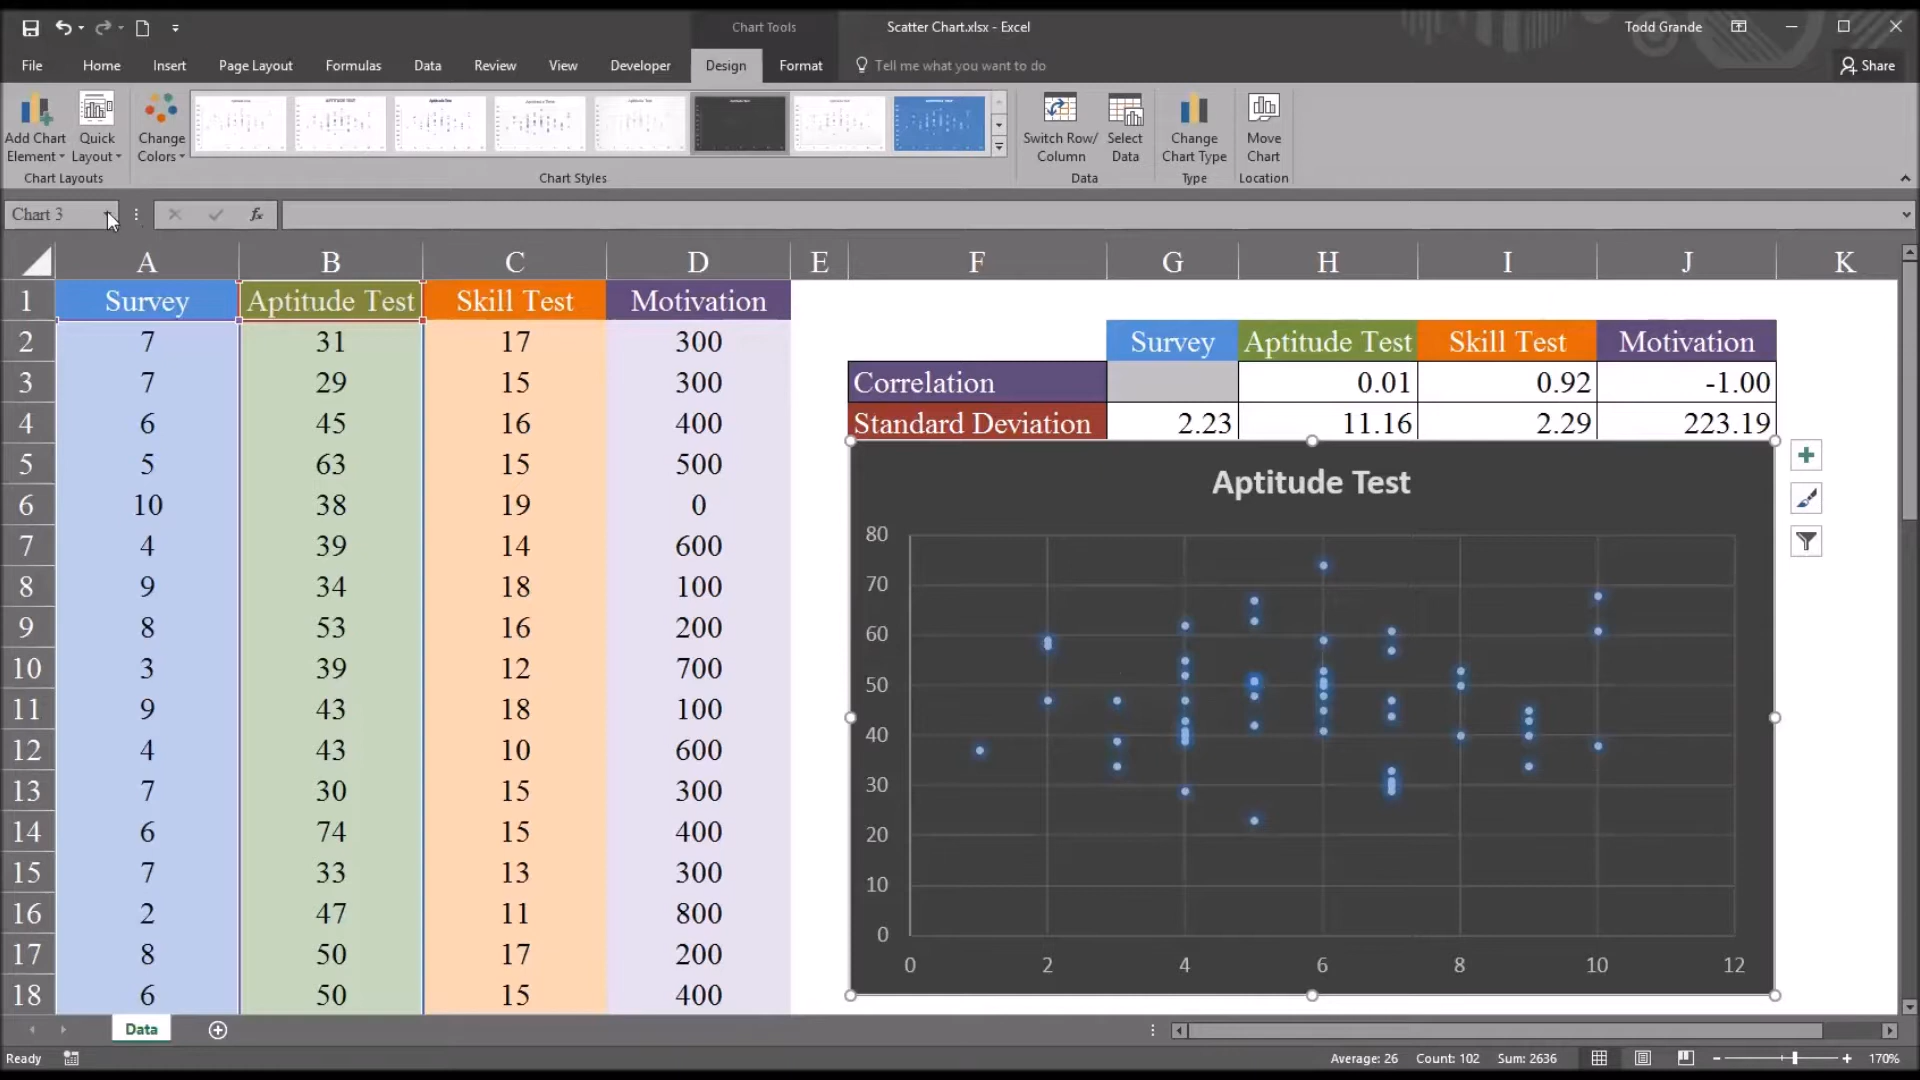 Chart Tools
Scatter Chart.xlsx - Excel
Todd Grande
File Home Insert Page Layout Formulas Data Review View Developer Design Format Tell me what you want to do Share
Add Chart Element
Quick Layout
Chart Layouts
Change Colors
Chart Styles
Switch Row/ Column
Select Data
Data
Change Chart Type
Type
Move Chart
Location
Chart 3
fx
A B C D E F G H I J K
1 Survey Aptitude Test Skill Test Motivation
2 7 31 17 300 Survey Aptitude Test Skill Test Motivation
3 7 29 15 300 Correlation 0.01 0.92 -1.00
4 6 45 16 400 Standard Deviation 2.23 11.16 2.29 223.19
5 5 63 15 500
6 10 38 19 0
7 4 39 14 600
8 9 34 18 100
9 8 53 16 200
10 3 39 12 700
11 9 43 18 100
12 4 43 10 600
13 7 30 15 300
14 6 74 15 400
15 7 33 13 300
16 2 47 11 800
17 8 50 17 200
18 6 50 15 400
Aptitude Test
80
70
60
50
40
30
20
10
0
0 2 4 6 8 10 12
Data
Ready
Average: 26 Count: 102 Sum: 2636
170%